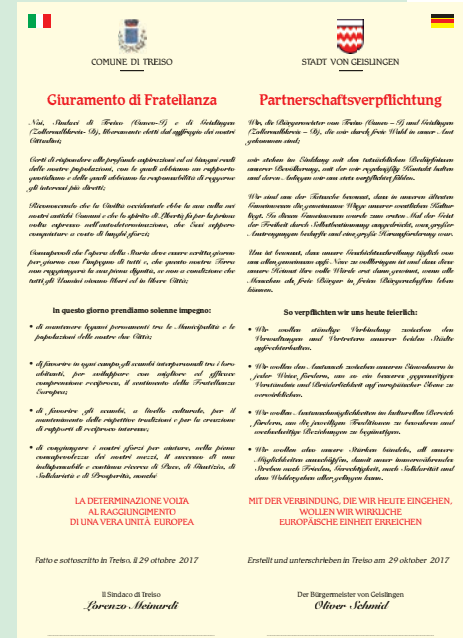 COMUNE DI TREISO
Giuramento di Fratellanza
Noi, Sindaci di Treiso (Cuneo-I) e di Geislingen
(Zolleralbkreis- D), liberamente eletti dal suffragio dei nostri
Cittadini;
Certi di rispondere alle profonde aspirazioni ed ai bisogni reali
delle nostre popolazioni, con le quali abbiamo un rapporto
quotidiano e delle quali abbiamo la responsabilità di reggerne
gli interessi più diretti;
Riconoscendo che la Civiltà occidentale ebbe la sua culla nei
nostri antichi Comuni e che lo spirito di Libertà fu per la prima
volta espresso nell'autodeterminazione, che Essi seppero
conquistare a costo di lunghi sforzi;
Consapevoli che l'opera della Storia deve essere scritta giorno
per giorno con l'impegno di tutti e, che questa nostra Terra
non raggiungerà la sua piena dignità, se non a condizione che
tutti gli Uomini vivano liberi ed in libere Città;
In questo giorno prendiamo solenne impegno:
• di mantenere legami permanenti tra le Municipalità e le
popolazioni delle nostre due Città;
• di favorire in ogni campo gli scambi interpersonali tra i loro
abitanti, per sviluppare con migliore ed efficace
comprensione reciproca, il sentimento della Fratellanza
Europea;
• di favorire gli scambi, a livello culturale, per il
mantenimento delle rispettive tradizioni e per la creazione
di rapporti di reciproco interesse;
• di congiungere i nostri sforzi per aiutare, nella piena
consapevolezza dei nostri mezzi, il successo di una
indispensabile e continua ricerca di Pace, di Giustizia, di
Solidarietà e di Prosperità, nonché
LA DETERMINAZIONE VOLTA
AL RAGGIUNGIMENTO
DI UNA VERA UNITÀ EUROPEA
Fatto e sottoscritto in Treiso, il 29 ottobre 2017
Il Sindaco di Treiso
Lorenzo Meinardi
STADT VON GEISLINGEN
Partnerschaftsverpflichtung
Wir, die Bürgermeister von Treiso (Cuneo – I) und Geislingen
(Zollernalbkreis – D), die wir durch freie Wahl in unser Amt
gekommen sind;
wir stehen im Einklang mit den tatsächlichen Bedürfnissen
unserer Bevölkerung, mit der wir regelmäßig Kontakt halten
und deren Anliegen wir uns stets verpflichtet fühlen.
Wir sind uns der Tatsache bewusst, dass in unseren ältesten
Gemeinwesen die gemeinsame Wiege unserer westlichen Kultur
liegt. In diesen Gemeinwesen wurde zum ersten Mal der Geist
der Freiheit durch Selbstbestimmung ausgedrückt, was großer
Anstrengungen bedurfte und eine große Herausforderung war.
Uns ist bewusst, dass unsere Geschichtsschreibung täglich von
uns allen gemeinsam aufs Neue zu vollbringen ist und dass diese
unsere Heimat ihre volle Würde erst dann gewinnt, wenn alle
Menschen als freie Bürger in freien Bürgerschaften leben
können.
So verpflichten wir uns heute feierlich:
• Wir wollen ständige Verbindung zwischen den
Verwaltungen und Vertretern unserer beiden Städte
aufrechterhalten.
• Wir wollen den Austausch zwischen unseren Einwohnern in
jeder Weise fördern, um so ein besseres gegenseitiges
Verständnis und Brüderlichkeit auf europäischer Ebene zu
verwirklichen.
• Wir wollen Austauschmöglichkeiten im kulturellen Bereich
fördern, um die jeweiligen Traditionen zu bewahren und
wechselseitige Beziehungen zu begünstigen.
• Wir wollen also unsere Stärken bündeln, all unsere
Möglichkeiten ausschöpfen, damit unser immerwährendes
Streben nach Frieden, Gerechtigkeit, nach Solidarität und
dem Wohlergehen aller gelingen kann.
MIT DER VERBINDUNG, DIE WIR HEUTE EINGEHEN,
WOLLEN WIR WIRKLICHE
EUROPÄISCHE EINHEIT ERREICHEN
Erstellt und unterschrieben in Treiso am 29 oktober 2017
Der Bürgermeister von Geislingen
Oliver Schmid